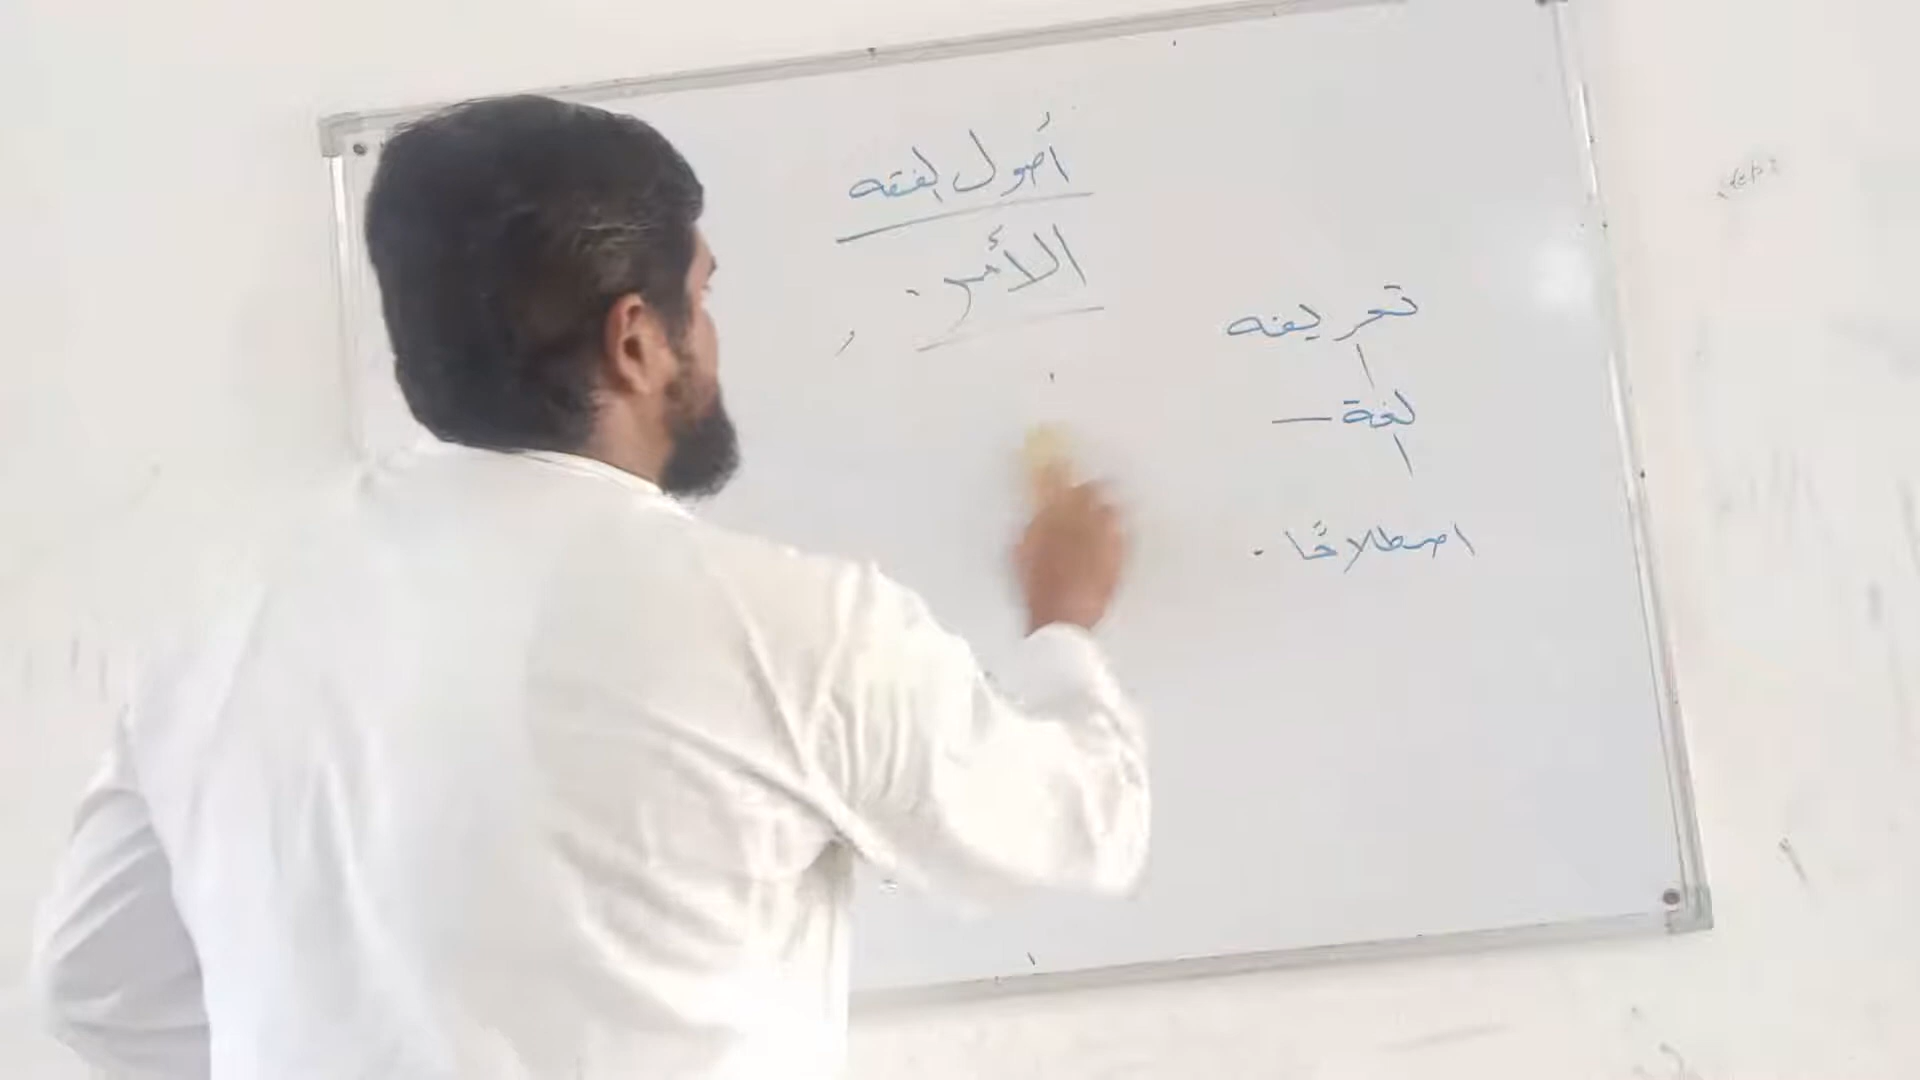 أصول الفقه
الأمر.
تعريفه
لغة —
اصطلاحًا.